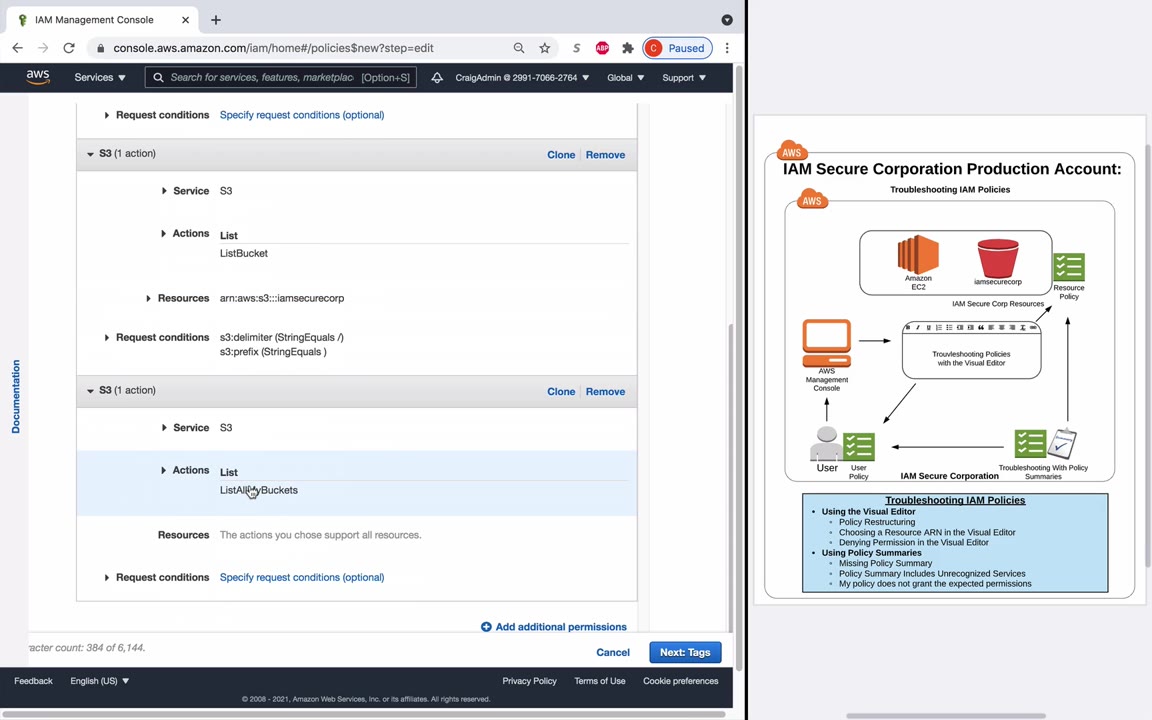 IAM Management Console
console.aws.amazon.com/iam/home#/policies$new?step=edit
S
ABP
C
Paused
aws
Services
Search for services, features, marketplac
[Option+S]
CraigAdmin @ 2991-7066-2764
Global
Support
Request conditions
Specify request conditions (optional)
S3 (1 action)
Clone
Remove
Service
S3
Actions
List
ListBucket
Resources
arn:aws:s3:::iamsecurecorp
Request conditions
s3:delimiter (StringEquals /)
s3:prefix (StringEquals )
S3 (1 action)
Clone
Remove
Service
S3
Actions
List
ListAllMyBuckets
Resources
The actions you chose support all resources.
Request conditions
Specify request conditions (optional)
Documentation
Add additional permissions
racter count: 384 of 6,144.
Cancel
Next: Tags
Feedback
English (US)
Privacy Policy
Terms of Use
Cookie preferences
© 2008 - 2021, Amazon Web Services, Inc. or its affiliates. All rights reserved.
AWS
IAM Secure Corporation Production Account:
Troubleshooting IAM Policies
AWS
Amazon
EC2
iamsecurecorp
Resource
Policy
IAM Secure Corp Resources
Trouvleshooting Policies
with the Visual Editor
AWS
Management
Console
User
User
Policy
IAM Secure Corporation
Troubleshooting With Policy
Summaries
Troubleshooting IAM Policies
• Using the Visual Editor
◦ Policy Restructuring
◦ Choosing a Resource ARN in the Visual Editor
◦ Denying Permission in the Visual Editor
• Using Policy Summaries
◦ Missing Policy Summary
◦ Policy Summary Includes Unrecognized Services
◦ My policy does not grant the expected permissions